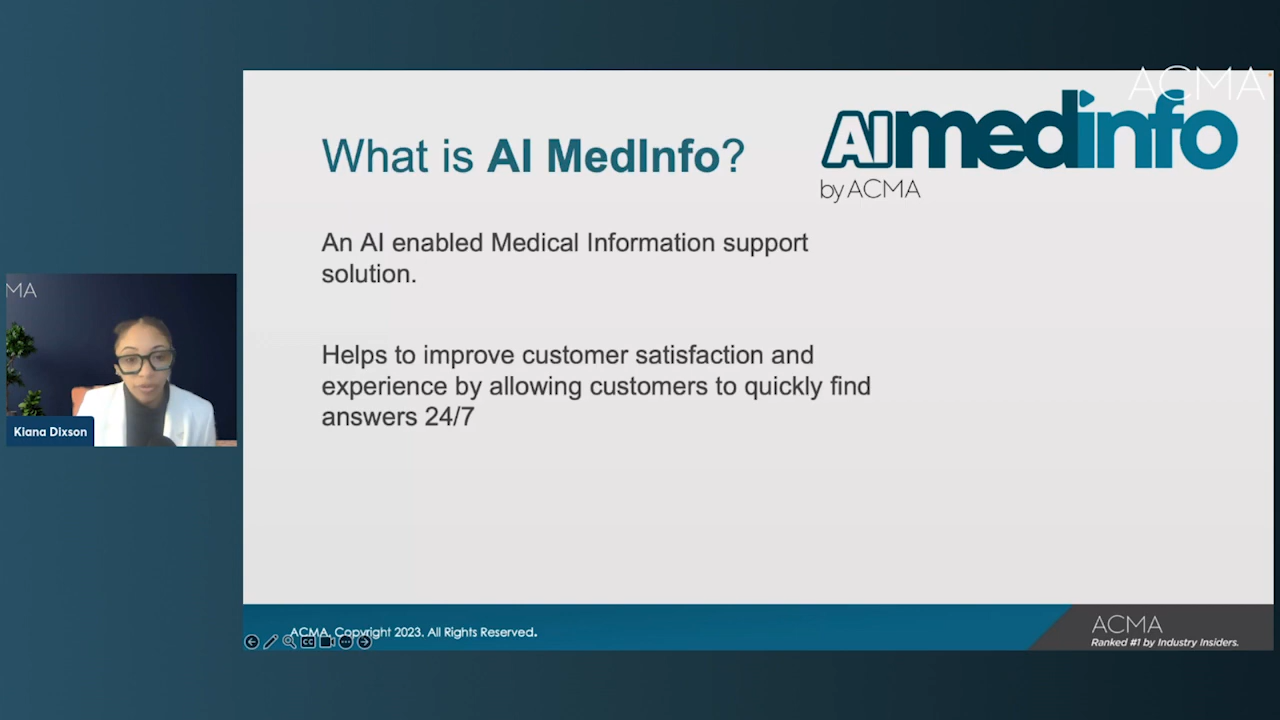 ACMA
What is AI MedInfo?
AImedinfo
by ACMA
An AI enabled Medical Information support
solution.
Helps to improve customer satisfaction and
experience by allowing customers to quickly find
answers 24/7
MA
Kiana Dixson
ACMA, Copyright 2023. All Rights Reserved.
CC
ACMA
Ranked #1 by Industry Insiders.